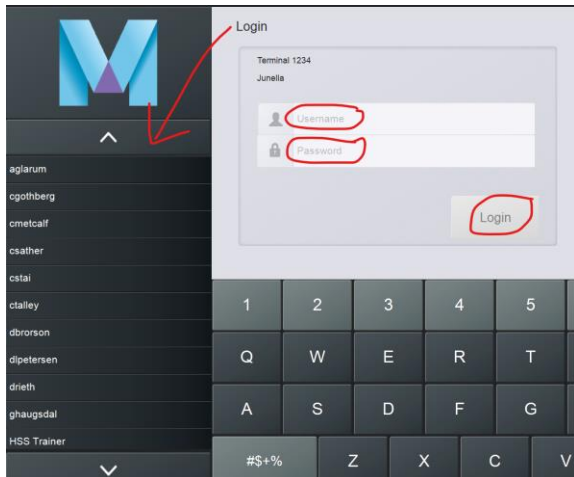 Login
Terminal 1234
Junella
Username
Password
Login
aglarum
cgothberg
cmetcalf
csather
cstai
ctalley
dbrorson
dlpetersen
drieth
ghaugsdal
HSS Trainer
1 2 3 4 5
Q W E R T
A S D F G
#$+% Z X C V